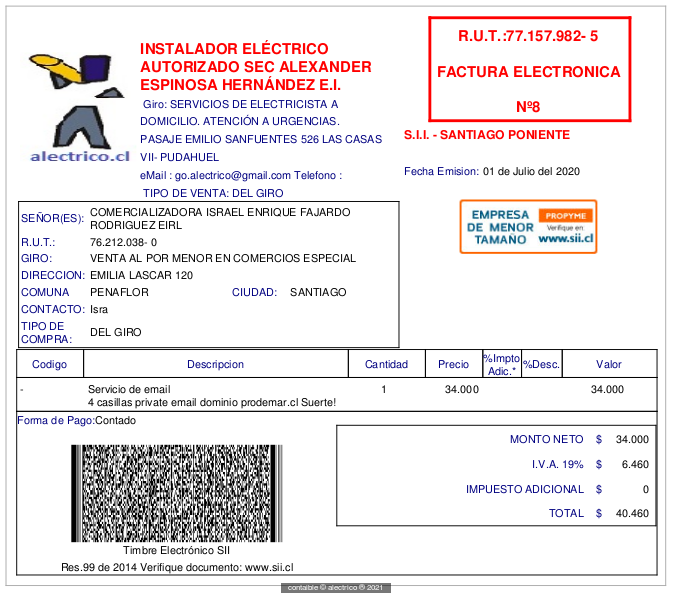 INSTALADOR ELÉCTRICO
AUTORIZADO SEC ALEXANDER
ESPINOSA HERNÁNDEZ E.I.
Giro: SERVICIOS DE ELECTRICISTA A
DOMICILIO. ATENCIÓN A URGENCIAS.
PASAJE EMILIO SANFUENTES 526 LAS CASAS
VII- PUDAHUEL
eMail : go.alectrico@gmail.com Telefono :
TIPO DE VENTA: DEL GIRO
alectrico.cl
R.U.T.:77.157.982- 5
FACTURA ELECTRONICA
Nº8
S.I.I. - SANTIAGO PONIENTE
Fecha Emision: 01 de Julio del 2020
EMPRESA DE MENOR TAMAÑO
PROPYME
Verifique en:
www.sii.cl
SEÑOR(ES): COMERCIALIZADORA ISRAEL ENRIQUE FAJARDO
RODRIGUEZ EIRL
R.U.T.: 76.212.038- 0
GIRO: VENTA AL POR MENOR EN COMERCIOS ESPECIAL
DIRECCION: EMILIA LASCAR 120
COMUNA PENAFLOR CIUDAD: SANTIAGO
CONTACTO: Isra
TIPO DE COMPRA: DEL GIRO
Codigo Descripcion Cantidad Precio %Impto Adic.* %Desc. Valor
- Servicio de email 1 34.000 34.000
4 casillas private email dominio prodemar.cl Suerte!
Forma de Pago:Contado
MONTO NETO $ 34.000
I.V.A. 19% $ 6.460
IMPUESTO ADICIONAL $ 0
TOTAL $ 40.460
Timbre Electrónico SII
Res.99 de 2014 Verifique documento: www.sii.cl
contaible © alectrico ® 2021